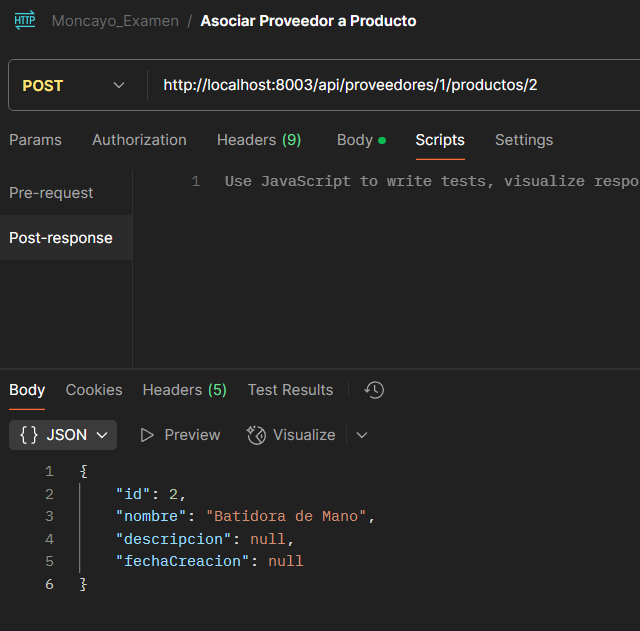 HTTP Moncayo_Examen / Asociar Proveedor a Producto
POST http://localhost:8003/api/proveedores/1/productos/2
Params Authorization Headers (9) Body Scripts Settings
Pre-request
1 Use JavaScript to write tests, visualize respo
Post-response
Body Cookies Headers (5) Test Results
{} JSON Preview Visualize
1 {
2 "id": 2,
3 "nombre": "Batidora de Mano",
4 "descripcion": null,
5 "fechaCreacion": null
6 }